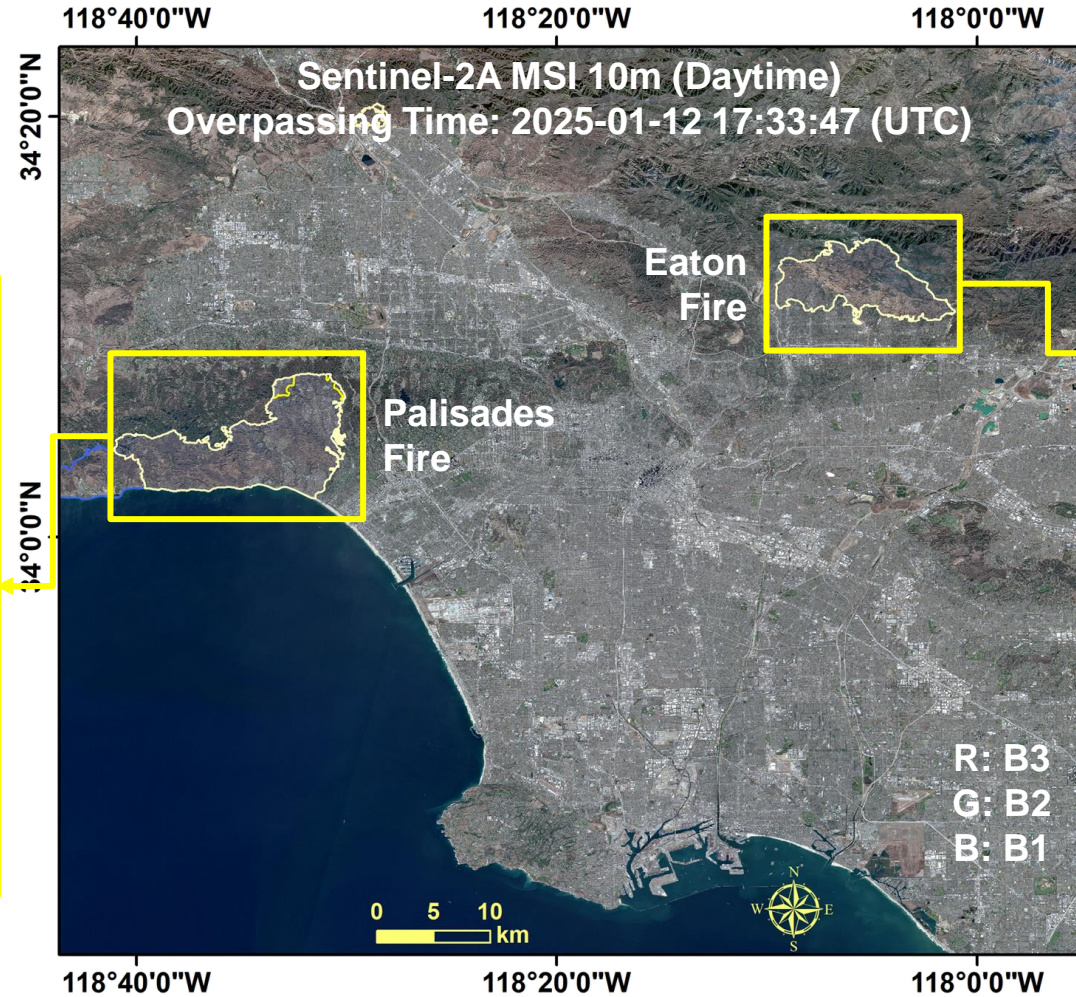 118°40'0"W 118°20'0"W 118°0'0"W
Sentinel-2A MSI 10m (Daytime)
Overpassing Time: 2025-01-12 17:33:47 (UTC)
34°20'0"N
Eaton
Fire
Palisades
Fire
34°0'0"N
R: B3
G: B2
B: B1
N
W E
S
0 5 10
km
118°40'0"W 118°20'0"W 118°0'0"W